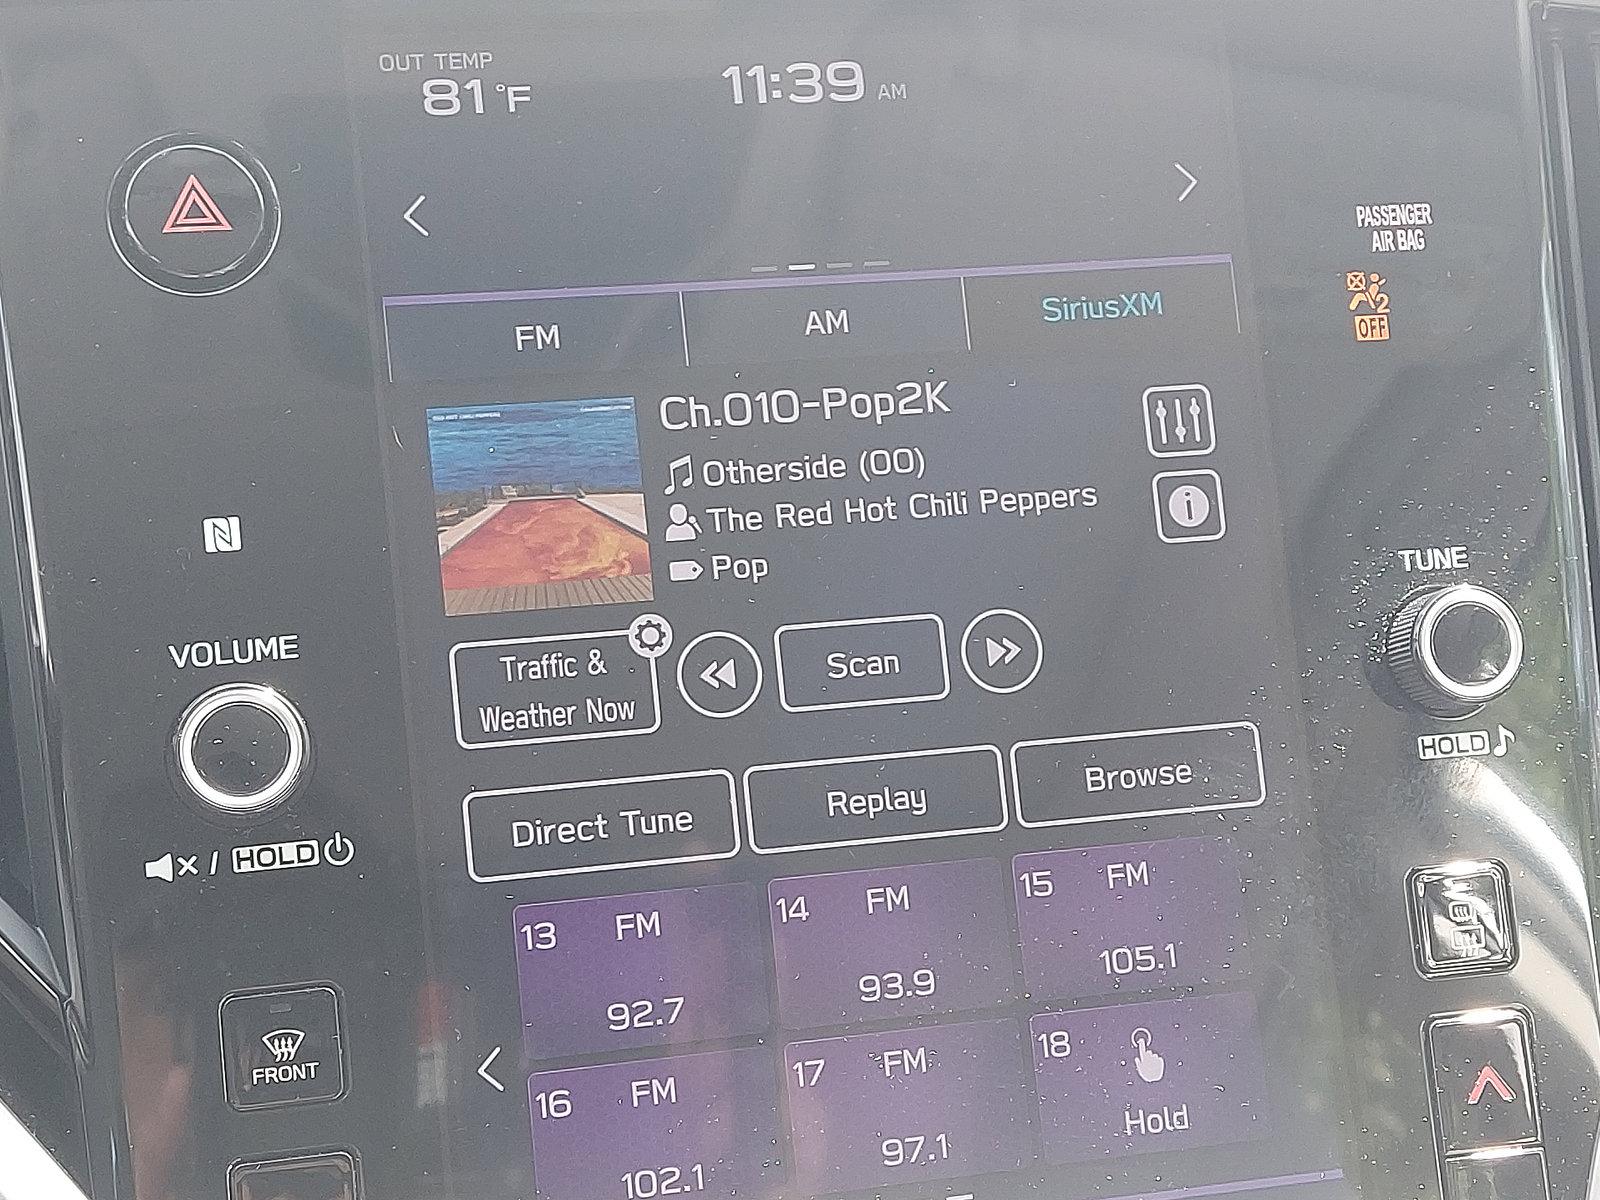 OUT TEMP
81°F
11:39 AM
PASSENGER
AIR BAG
2
OFF
FM
AM
SiriusXM
Ch.010-Pop2K
Otherside (00)
The Red Hot Chili Peppers
Pop
i
N
VOLUME
TUNE
Traffic &
Weather Now
Scan
HOLD
Direct Tune
Replay
Browse
/ HOLD
13 FM
92.7
14 FM
93.9
15 FM
105.1
FRONT
16 FM
102.1
17 FM
97.1
18
Hold